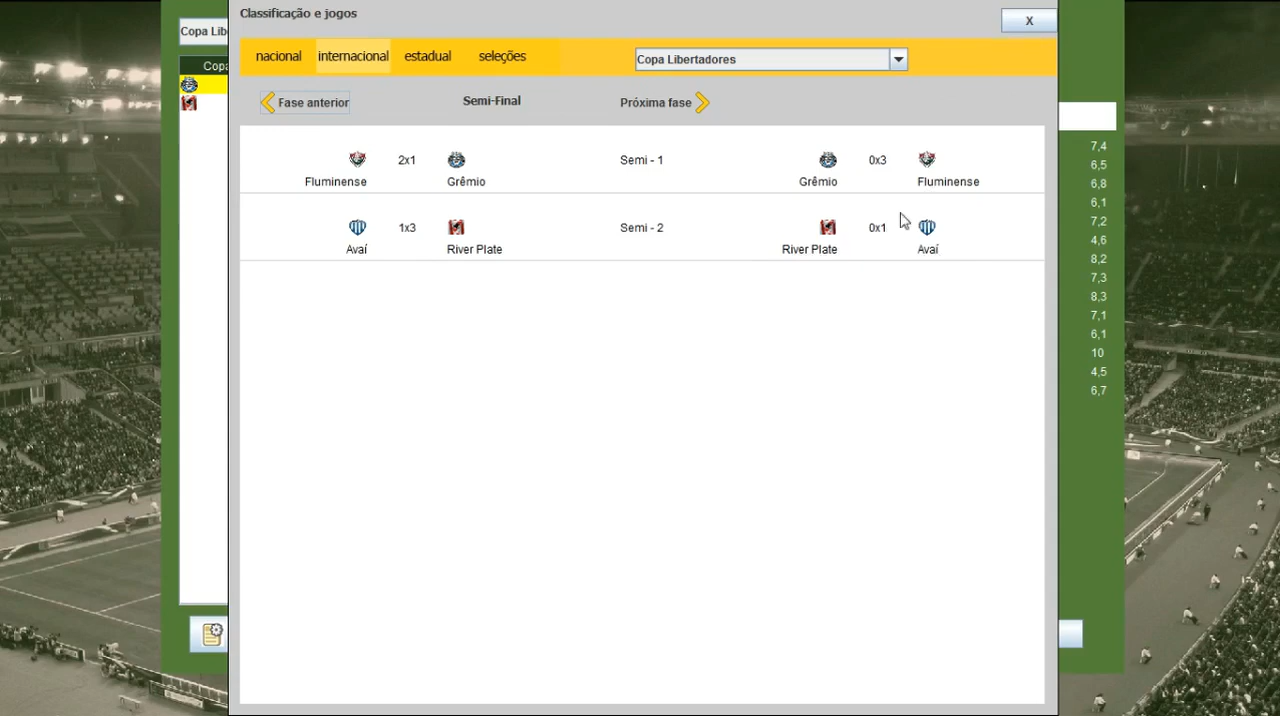 Classificação e jogos
X
Copa Lib
nacional internacional estadual seleções Copa Libertadores
Copa
Fase anterior Semi-Final Próxima fase
2x1 Semi - 1 0x3
Fluminense Grêmio Grêmio Fluminense
1x3 Semi - 2 0x1
Avaí River Plate River Plate Avaí
7,4
6,5
6,8
6,1
7,2
4,6
8,2
7,3
8,3
7,1
6,1
10
4,5
6,7